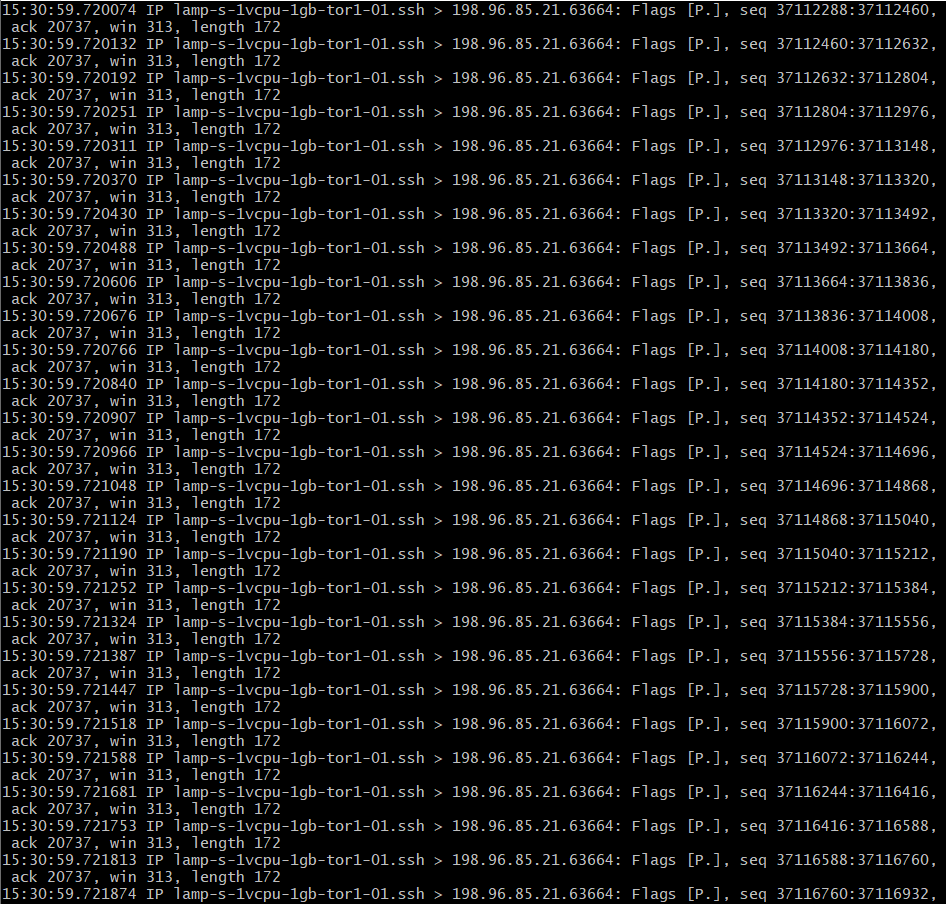 15:30:59.720074 IP lamp-s-1vcpu-1gb-tor1-01.ssh > 198.96.85.21.63664: Flags [P.], seq 37112288:37112460,
ack 20737, win 313, length 172
15:30:59.720132 IP lamp-s-1vcpu-1gb-tor1-01.ssh > 198.96.85.21.63664: Flags [P.], seq 37112460:37112632,
ack 20737, win 313, length 172
15:30:59.720192 IP lamp-s-1vcpu-1gb-tor1-01.ssh > 198.96.85.21.63664: Flags [P.], seq 37112632:37112804,
ack 20737, win 313, length 172
15:30:59.720251 IP lamp-s-1vcpu-1gb-tor1-01.ssh > 198.96.85.21.63664: Flags [P.], seq 37112804:37112976,
ack 20737, win 313, length 172
15:30:59.720311 IP lamp-s-1vcpu-1gb-tor1-01.ssh > 198.96.85.21.63664: Flags [P.], seq 37112976:37113148,
ack 20737, win 313, length 172
15:30:59.720370 IP lamp-s-1vcpu-1gb-tor1-01.ssh > 198.96.85.21.63664: Flags [P.], seq 37113148:37113320,
ack 20737, win 313, length 172
15:30:59.720430 IP lamp-s-1vcpu-1gb-tor1-01.ssh > 198.96.85.21.63664: Flags [P.], seq 37113320:37113492,
ack 20737, win 313, length 172
15:30:59.720488 IP lamp-s-1vcpu-1gb-tor1-01.ssh > 198.96.85.21.63664: Flags [P.], seq 37113492:37113664,
ack 20737, win 313, length 172
15:30:59.720606 IP lamp-s-1vcpu-1gb-tor1-01.ssh > 198.96.85.21.63664: Flags [P.], seq 37113664:37113836,
ack 20737, win 313, length 172
15:30:59.720676 IP lamp-s-1vcpu-1gb-tor1-01.ssh > 198.96.85.21.63664: Flags [P.], seq 37113836:37114008,
ack 20737, win 313, length 172
15:30:59.720766 IP lamp-s-1vcpu-1gb-tor1-01.ssh > 198.96.85.21.63664: Flags [P.], seq 37114008:37114180,
ack 20737, win 313, length 172
15:30:59.720840 IP lamp-s-1vcpu-1gb-tor1-01.ssh > 198.96.85.21.63664: Flags [P.], seq 37114180:37114352,
ack 20737, win 313, length 172
15:30:59.720907 IP lamp-s-1vcpu-1gb-tor1-01.ssh > 198.96.85.21.63664: Flags [P.], seq 37114352:37114524,
ack 20737, win 313, length 172
15:30:59.720966 IP lamp-s-1vcpu-1gb-tor1-01.ssh > 198.96.85.21.63664: Flags [P.], seq 37114524:37114696,
ack 20737, win 313, length 172
15:30:59.721048 IP lamp-s-1vcpu-1gb-tor1-01.ssh > 198.96.85.21.63664: Flags [P.], seq 37114696:37114868,
ack 20737, win 313, length 172
15:30:59.721124 IP lamp-s-1vcpu-1gb-tor1-01.ssh > 198.96.85.21.63664: Flags [P.], seq 37114868:37115040,
ack 20737, win 313, length 172
15:30:59.721190 IP lamp-s-1vcpu-1gb-tor1-01.ssh > 198.96.85.21.63664: Flags [P.], seq 37115040:37115212,
ack 20737, win 313, length 172
15:30:59.721252 IP lamp-s-1vcpu-1gb-tor1-01.ssh > 198.96.85.21.63664: Flags [P.], seq 37115212:37115384,
ack 20737, win 313, length 172
15:30:59.721324 IP lamp-s-1vcpu-1gb-tor1-01.ssh > 198.96.85.21.63664: Flags [P.], seq 37115384:37115556,
ack 20737, win 313, length 172
15:30:59.721387 IP lamp-s-1vcpu-1gb-tor1-01.ssh > 198.96.85.21.63664: Flags [P.], seq 37115556:37115728,
ack 20737, win 313, length 172
15:30:59.721447 IP lamp-s-1vcpu-1gb-tor1-01.ssh > 198.96.85.21.63664: Flags [P.], seq 37115728:37115900,
ack 20737, win 313, length 172
15:30:59.721518 IP lamp-s-1vcpu-1gb-tor1-01.ssh > 198.96.85.21.63664: Flags [P.], seq 37115900:37116072,
ack 20737, win 313, length 172
15:30:59.721588 IP lamp-s-1vcpu-1gb-tor1-01.ssh > 198.96.85.21.63664: Flags [P.], seq 37116072:37116244,
ack 20737, win 313, length 172
15:30:59.721681 IP lamp-s-1vcpu-1gb-tor1-01.ssh > 198.96.85.21.63664: Flags [P.], seq 37116244:37116416,
ack 20737, win 313, length 172
15:30:59.721753 IP lamp-s-1vcpu-1gb-tor1-01.ssh > 198.96.85.21.63664: Flags [P.], seq 37116416:37116588,
ack 20737, win 313, length 172
15:30:59.721813 IP lamp-s-1vcpu-1gb-tor1-01.ssh > 198.96.85.21.63664: Flags [P.], seq 37116588:37116760,
ack 20737, win 313, length 172
15:30:59.721874 IP lamp-s-1vcpu-1gb-tor1-01.ssh > 198.96.85.21.63664: Flags [P.], seq 37116760:37116932,